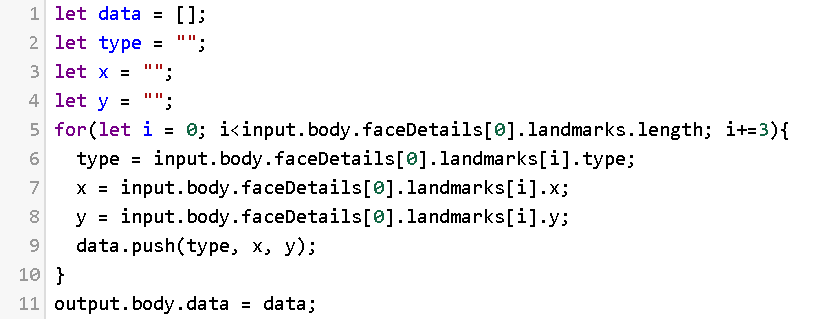 1 let data = [];
2 let type = "";
3 let x = "";
4 let y = "";
5 for(let i = 0; i<input.body.faceDetails[0].landmarks.length; i+=3){
6   type = input.body.faceDetails[0].landmarks[i].type;
7   x = input.body.faceDetails[0].landmarks[i].x;
8   y = input.body.faceDetails[0].landmarks[i].y;
9   data.push(type, x, y);
10 }
11 output.body.data = data;